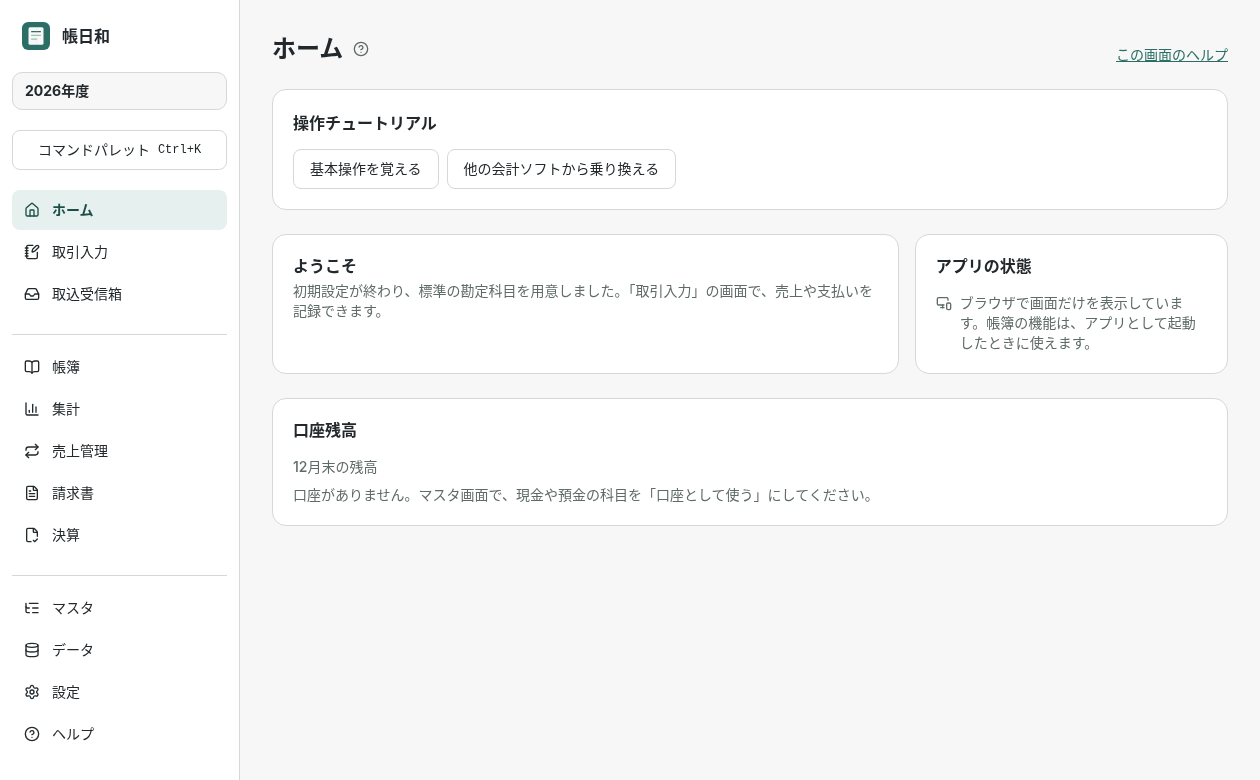 帳日和
2026年度
コマンドパレット Ctrl+K
ホーム
取引入力
取込受信箱
帳簿
集計
売上管理
請求書
決算
マスタ
データ
設定
ヘルプ
ホーム
この画面のヘルプ
操作チュートリアル
基本操作を覚える
他の会計ソフトから乗り換える
ようこそ
初期設定が終わり、標準の勘定科目を用意しました。「取引入力」の画面で、売上や支払いを
記録できます。
アプリの状態
ブラウザで画面だけを表示していま
す。帳簿の機能は、アプリとして起動
したときに使えます。
口座残高
12月末の残高
口座がありません。マスタ画面で、現金や預金の科目を「口座として使う」にしてください。